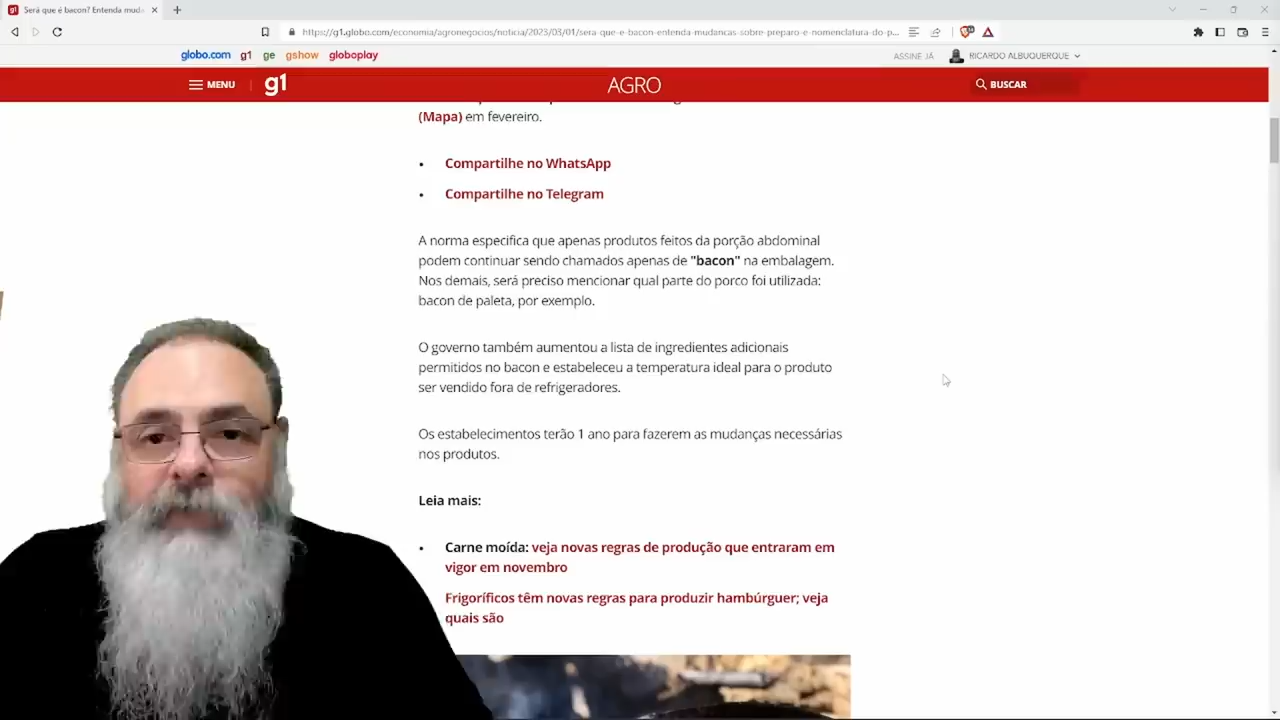 Será que é bacon? Entenda mud
https://g1.globo.com/economia/agronegocios/noticia/2023/03/01/sera-que-e-bacon-entenda-mudancas-sobre-preparo-e-nomenclatura-do-p...
globo.com g1 ge gshow globoplay
ASSINE JÁ
RICARDO ALBUQUERQUE
MENU
g1
AGRO
BUSCAR
(Mapa) em fevereiro.
• Compartilhe no WhatsApp
• Compartilhe no Telegram
A norma especifica que apenas produtos feitos da porção abdominal
podem continuar sendo chamados apenas de "bacon" na embalagem.
Nos demais, será preciso mencionar qual parte do porco foi utilizada:
bacon de paleta, por exemplo.
O governo também aumentou a lista de ingredientes adicionais
permitidos no bacon e estabeleceu a temperatura ideal para o produto
ser vendido fora de refrigeradores.
Os estabelecimentos terão 1 ano para fazerem as mudanças necessárias
nos produtos.
Leia mais:
• Carne moída: veja novas regras de produção que entraram em
vigor em novembro
Frigoríficos têm novas regras para produzir hambúrguer; veja
quais são